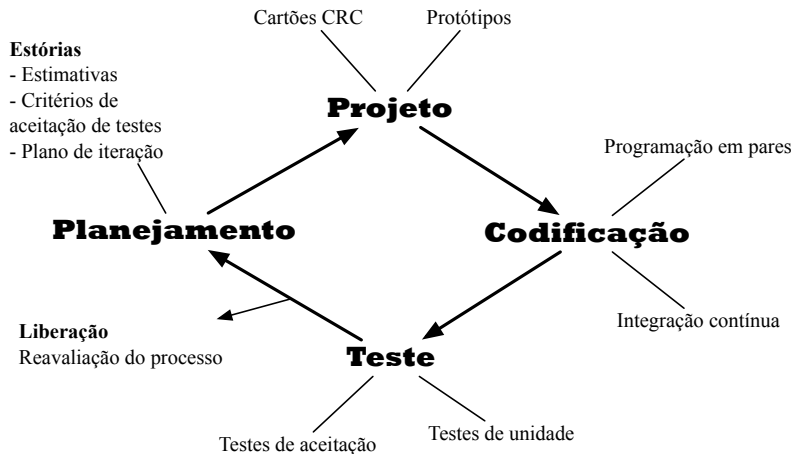 Cartões CRC
Protótipos
Estórias
- Estimativas
- Critérios de
aceitação de testes
- Plano de iteração
Projeto
Programação em pares
Planejamento
Codificação
Liberação
Reavaliação do processo
Integração contínua
Teste
Testes de aceitação
Testes de unidade